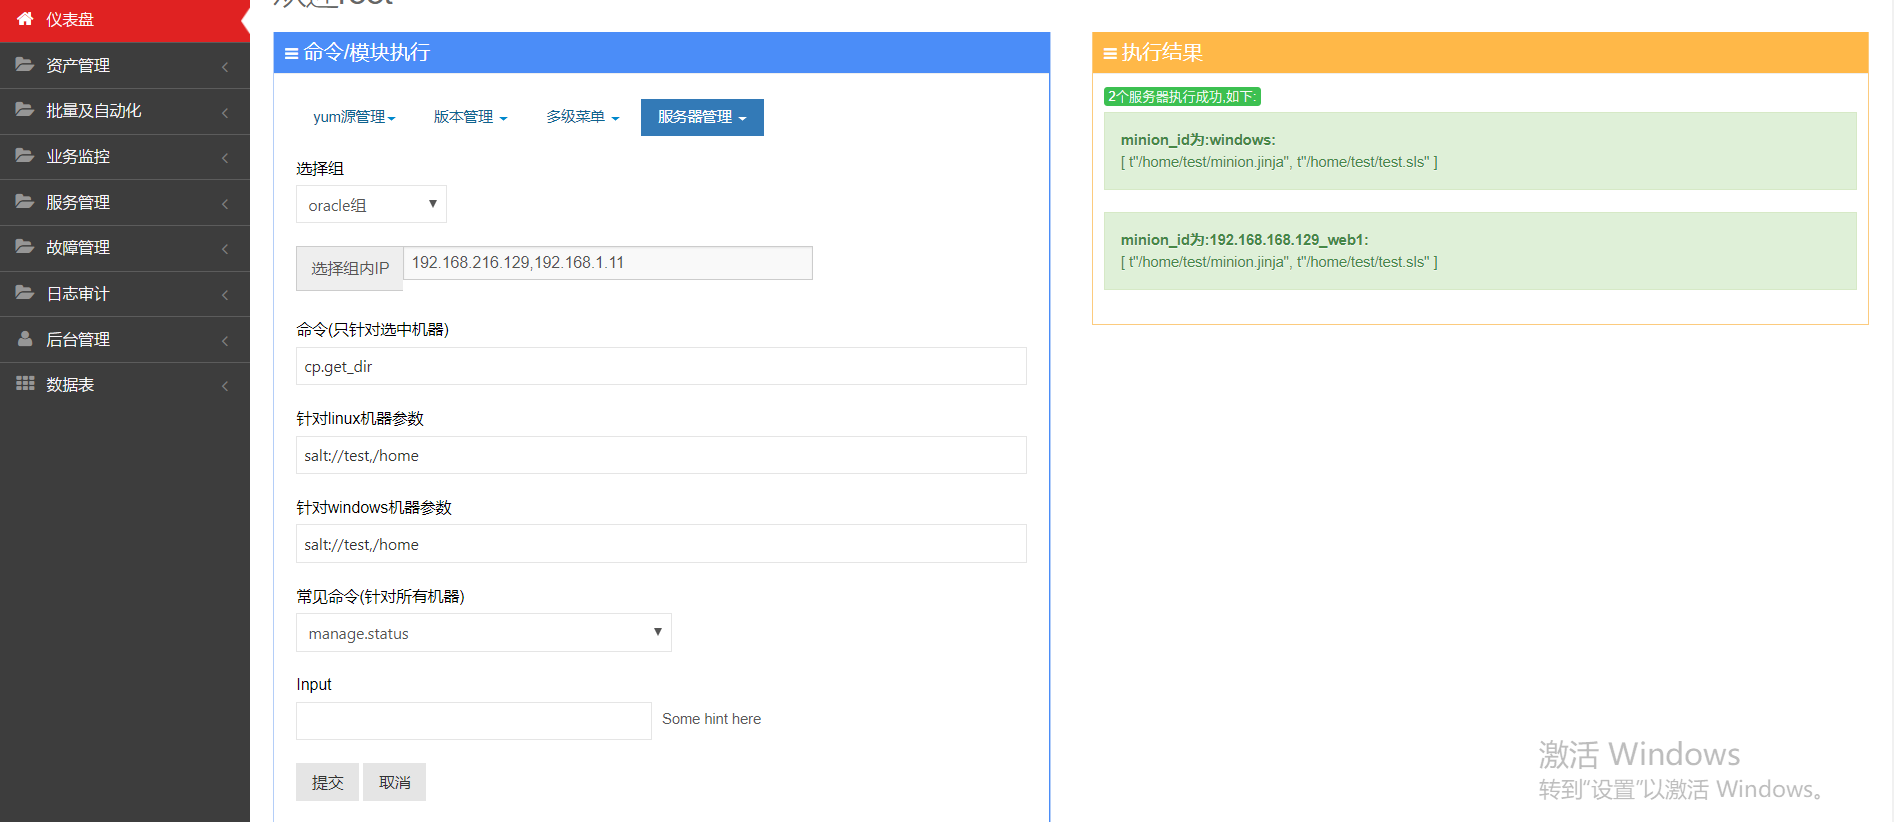 欢迎root
仪表盘
资产管理
批量及自动化
业务监控
服务管理
故障管理
日志审计
后台管理
数据表
命令/模块执行
yum源管理 版本管理 多级菜单 服务器管理
选择组
oracle组
选择组内IP 192.168.216.129,192.168.1.11
命令(只针对选中机器)
cp.get_dir
针对linux机器参数
salt://test,/home
针对windows机器参数
salt://test,/home
常见命令(针对所有机器)
manage.status
Input
Some hint here
提交 取消
执行结果
2个服务器执行成功,如下:
minion_id为:windows:
[ t"/home/test/minion.jinja", t"/home/test/test.sls" ]
minion_id为:192.168.168.129_web1:
[ t"/home/test/minion.jinja", t"/home/test/test.sls" ]
激活 Windows
转到“设置”以激活 Windows。